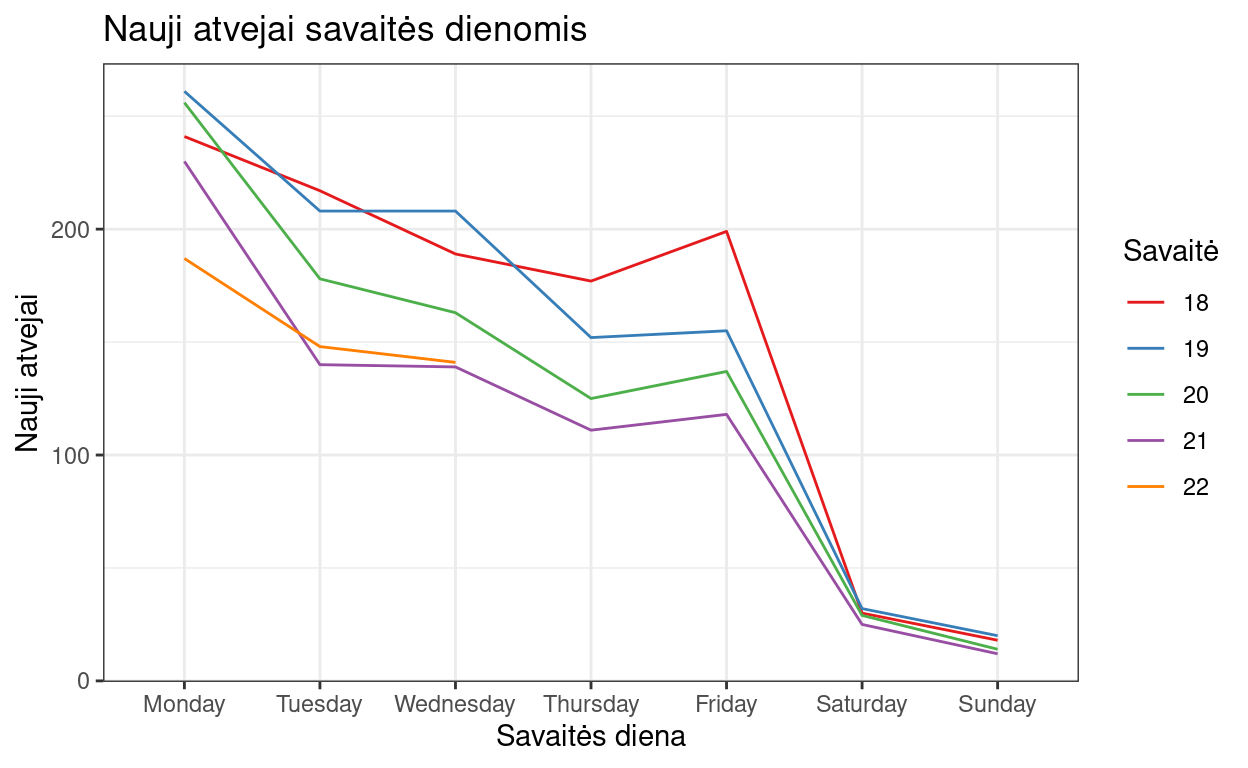 Nauji atvejai savaitės dienomis
Nauji atvejai
200
100
0
Monday Tuesday Wednesday Thursday Friday Saturday Sunday
Savaitės diena
Savaitė
18
19
20
21
22